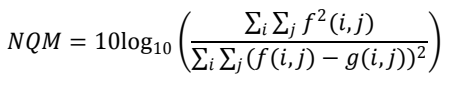 NQM = 10log₁₀ ( ∑ᵢ ∑ⱼ f²(i,j) / ∑ᵢ ∑ⱼ(f(i,j) − g(i,j))² )